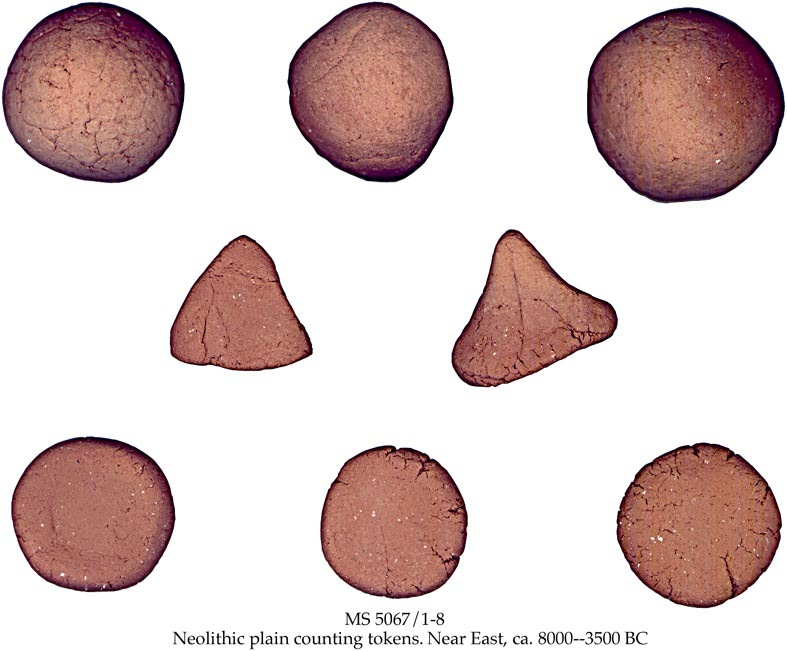 MS 5067/1-8
Neolithic plain counting tokens. Near East, ca. 8000--3500 BC